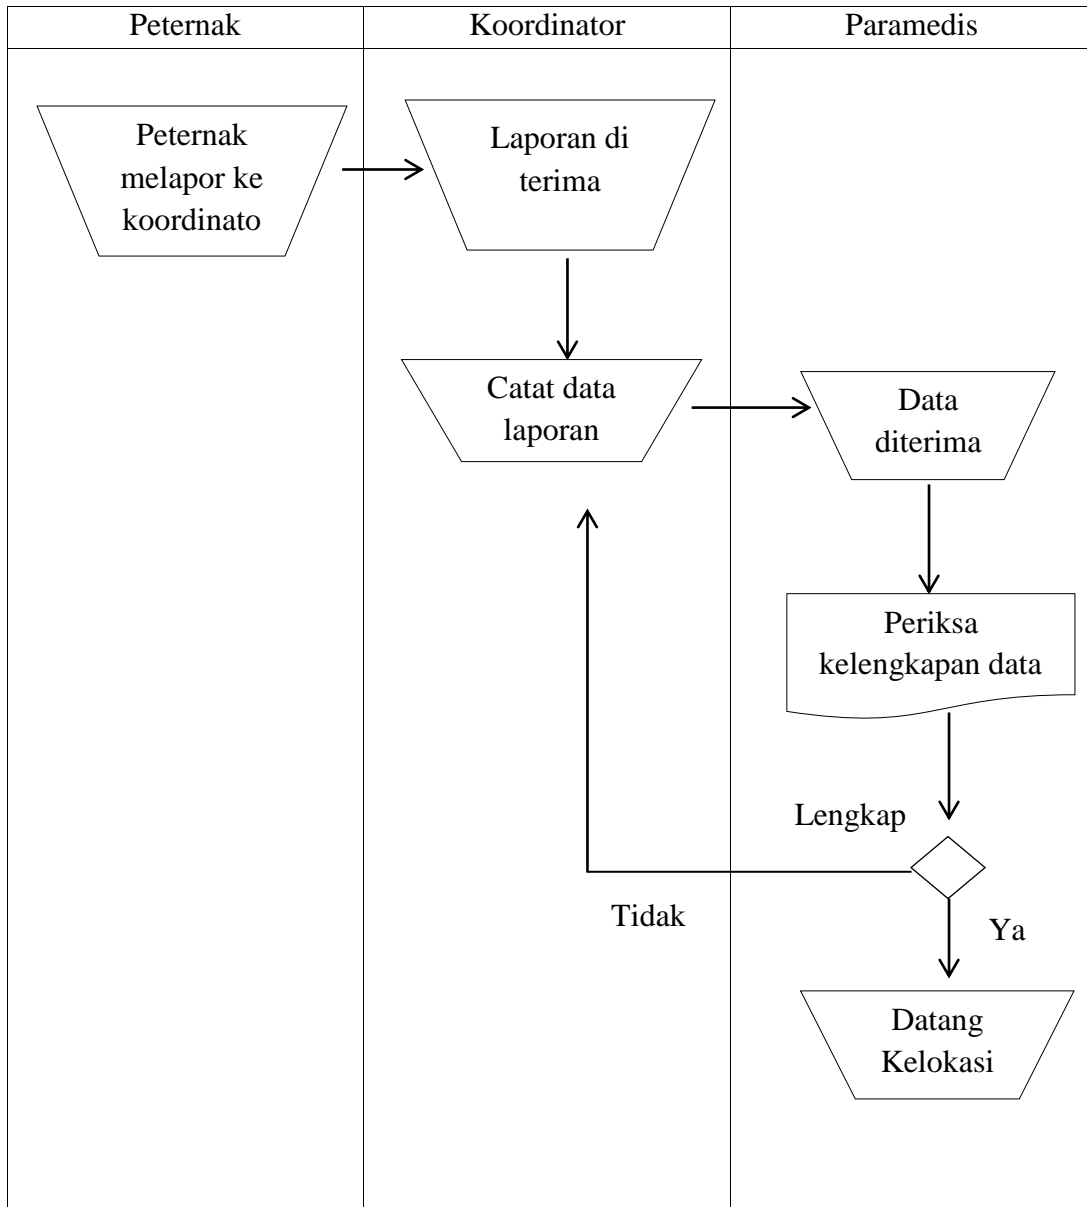 Peternak
Koordinator
Paramedis
Peternak
melapor ke
koordinato
Laporan di
terima
Catat data
laporan
Data
diterima
Periksa
kelengkapan data
Lengkap
Tidak
Ya
Datang
Kelokasi